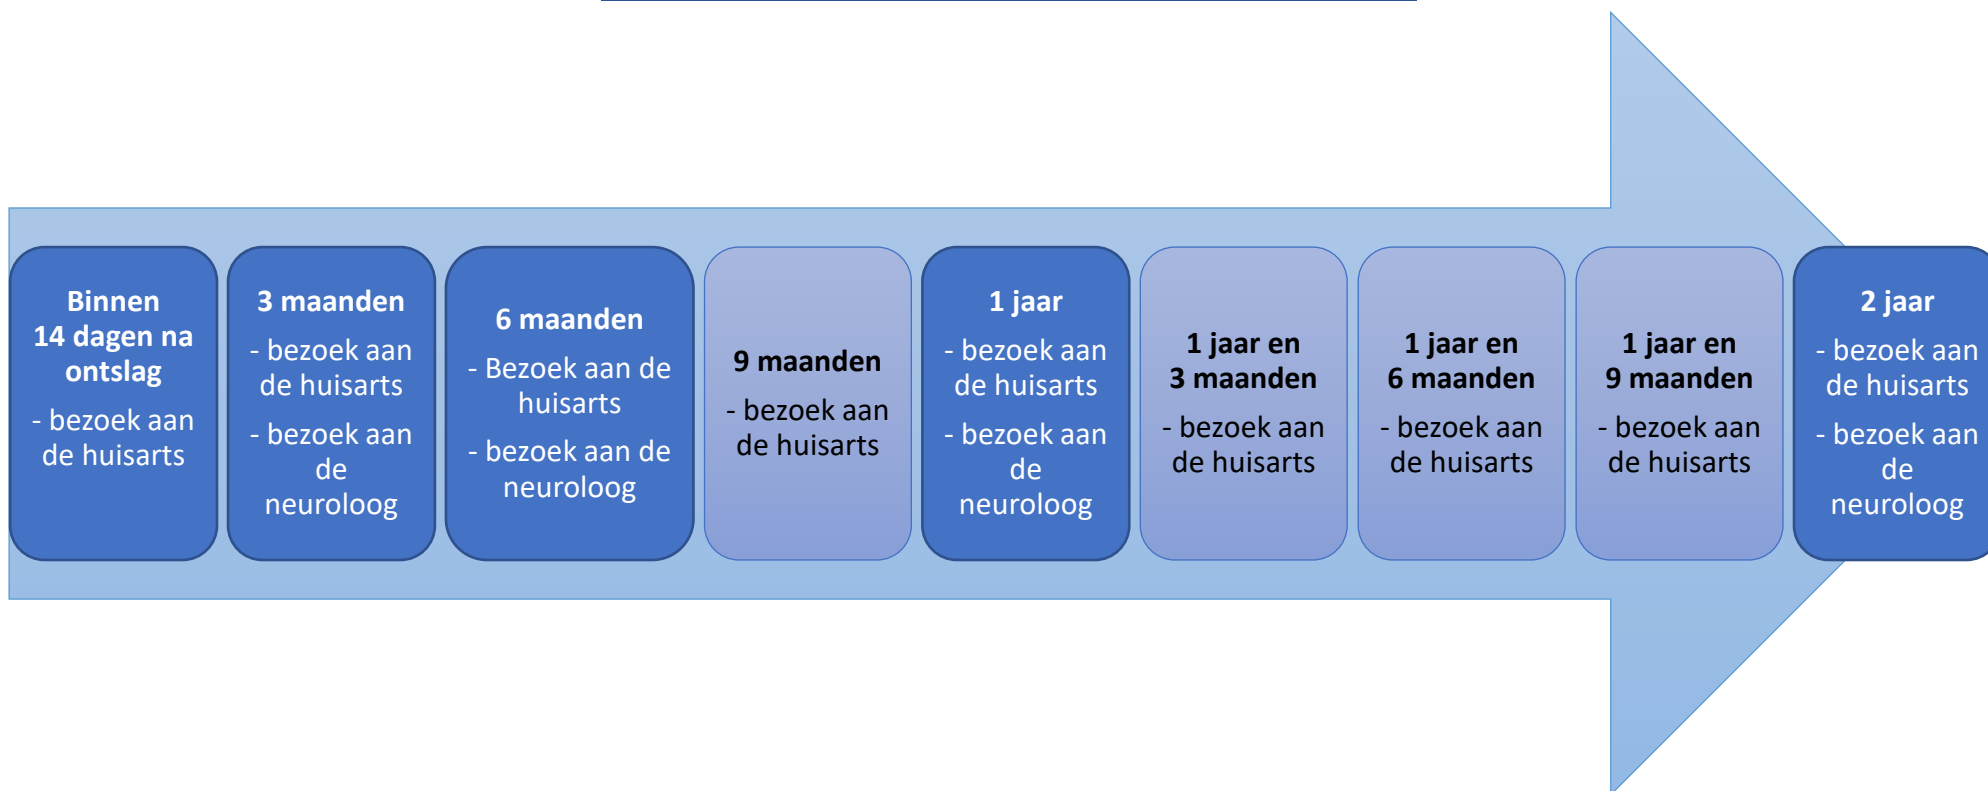 Binnen
14 dagen na
ontslag
- bezoek aan
de huisarts
3 maanden
- bezoek aan
de huisarts
- bezoek aan
de
neuroloog
6 maanden
- Bezoek aan de
huisarts
- bezoek aan de
neuroloog
9 maanden
- bezoek aan
de huisarts
1 jaar
- bezoek aan
de huisarts
- bezoek aan
de
neuroloog
1 jaar en
3 maanden
- bezoek aan
de huisarts
1 jaar en
6 maanden
- bezoek aan
de huisarts
1 jaar en
9 maanden
- bezoek aan
de huisarts
2 jaar
- bezoek aan
de huisarts
- bezoek aan
de
neuroloog